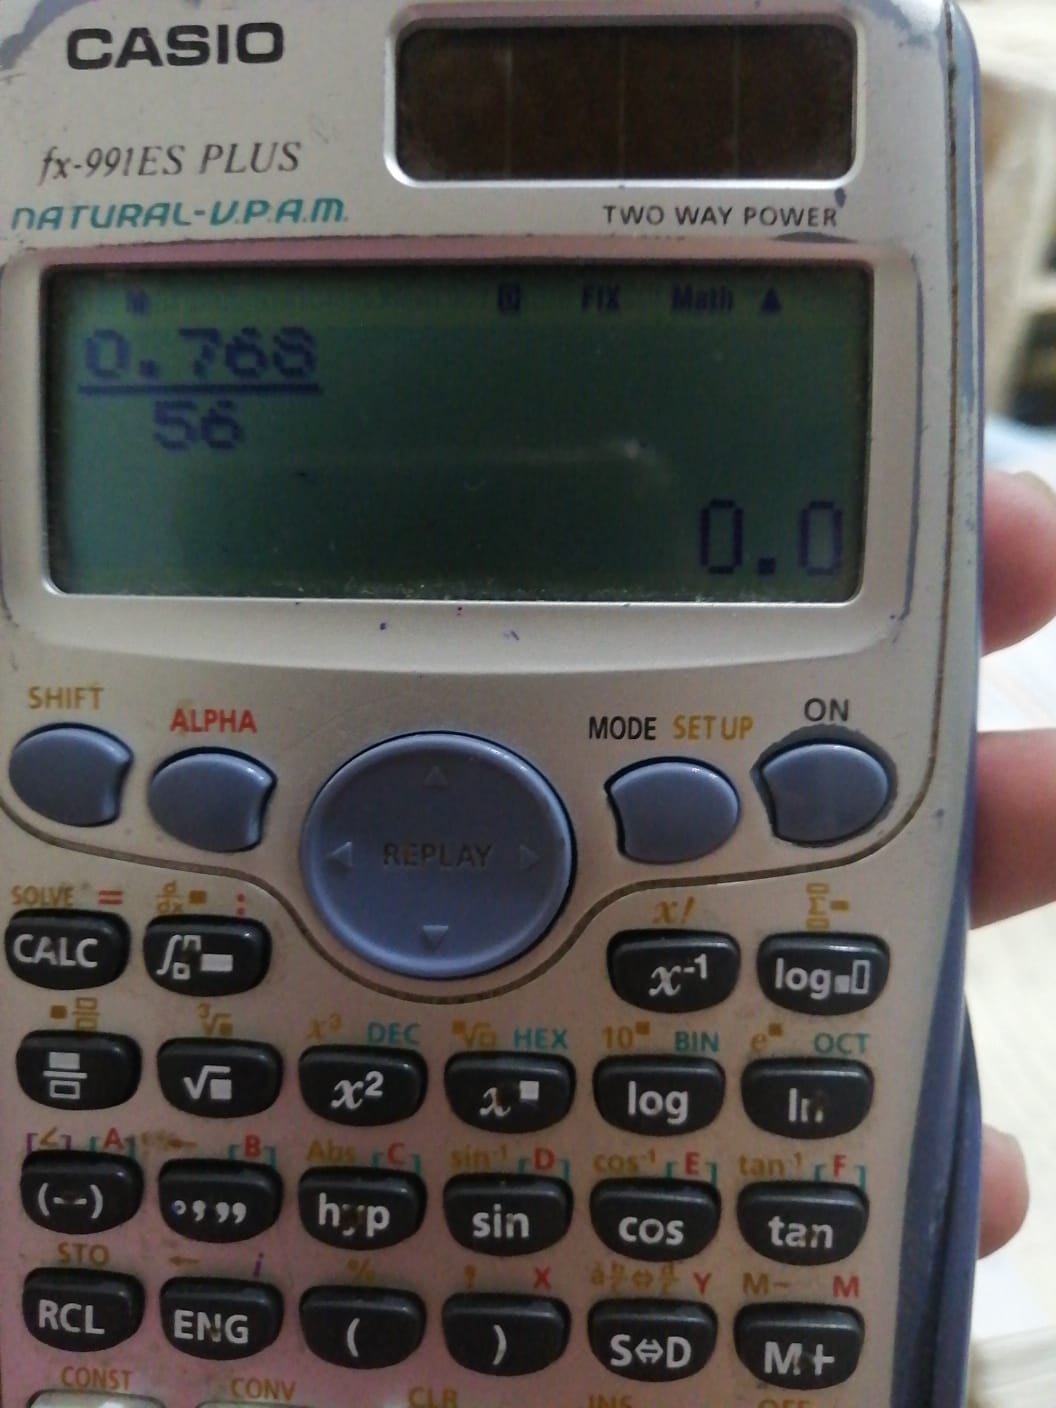 CASIO
fx-991ES PLUS
NATURAL-V.P.A.M.
TWO WAY POWER
M D FIX Math ▲
0.768
56
0.0
SHIFT
ALPHA
MODE SETUP
ON
REPLAY
SOLVE =
d/dx :
x!
CALC
x⁻¹
log
x³ DEC
HEX
10 BIN
e OCT
x²
x
log
ln
[∠] [A]
← [B]
Abs [C]
sin⁻¹ [D]
cos⁻¹ [E]
tan⁻¹ [F]
(−)
° ’ ”
hyp
sin
cos
tan
STO
← i
%
, X
Y
M− M
RCL
ENG
(
)
S⇔D
M+
CONST
CONV
CLR
INS
OFF